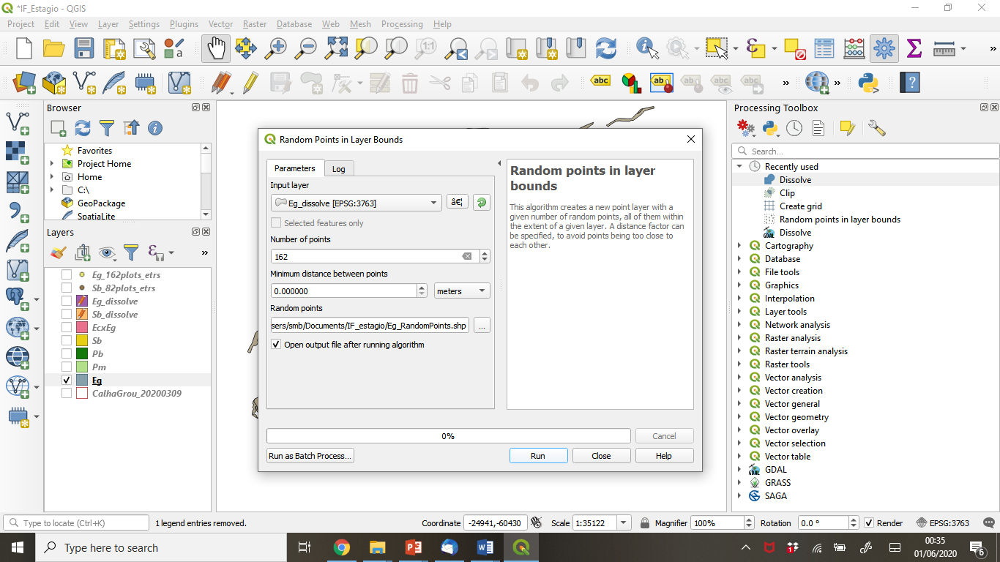 *IF_Estagio - QGIS
Project Edit View Layer Settings Plugins Vector Raster Database Web Mesh Processing Help
Browser
Favorites
Project Home
Home
C:\
GeoPackage
SpatiaLite
Layers
Eg_162plots_etrs
Sb_82plots_etrs
Eg_dissolve
Sb_dissolve
EcxEg
Sb
Pb
Pm
Eg
CalhaGrou_20200309
Random Points in Layer Bounds
Parameters Log
Input layer
Eg_dissolve [EPSG:3763] â€¦
Selected features only
Number of points
162
Minimum distance between points
0.000000 meters
Random points
sers/smb/Documents/IF_estagio/Eg_RandomPoints.shp ...
Open output file after running algorithm
Random points in layer
bounds
This algorithm creates a new point layer with a
given number of random points, all of them within
the extent of a given layer. A distance factor can
be specified, to avoid points being too close to
each other.
0% Cancel
Run as Batch Process... Run Close Help
Processing Toolbox
Search...
Recently used
Dissolve
Clip
Create grid
Random points in layer bounds
Dissolve
Cartography
Database
File tools
Graphics
Interpolation
Layer tools
Network analysis
Raster analysis
Raster terrain analysis
Raster tools
Vector analysis
Vector creation
Vector general
Vector geometry
Vector overlay
Vector selection
Vector table
GDAL
GRASS
SAGA
Type to locate (Ctrl+K) 1 legend entries removed. Coordinate -24941,-60430 Scale 1:35122 Magnifier 100% Rotation 0.0 ° Render EPSG:3763
Type here to search 00:35
01/06/2020 6